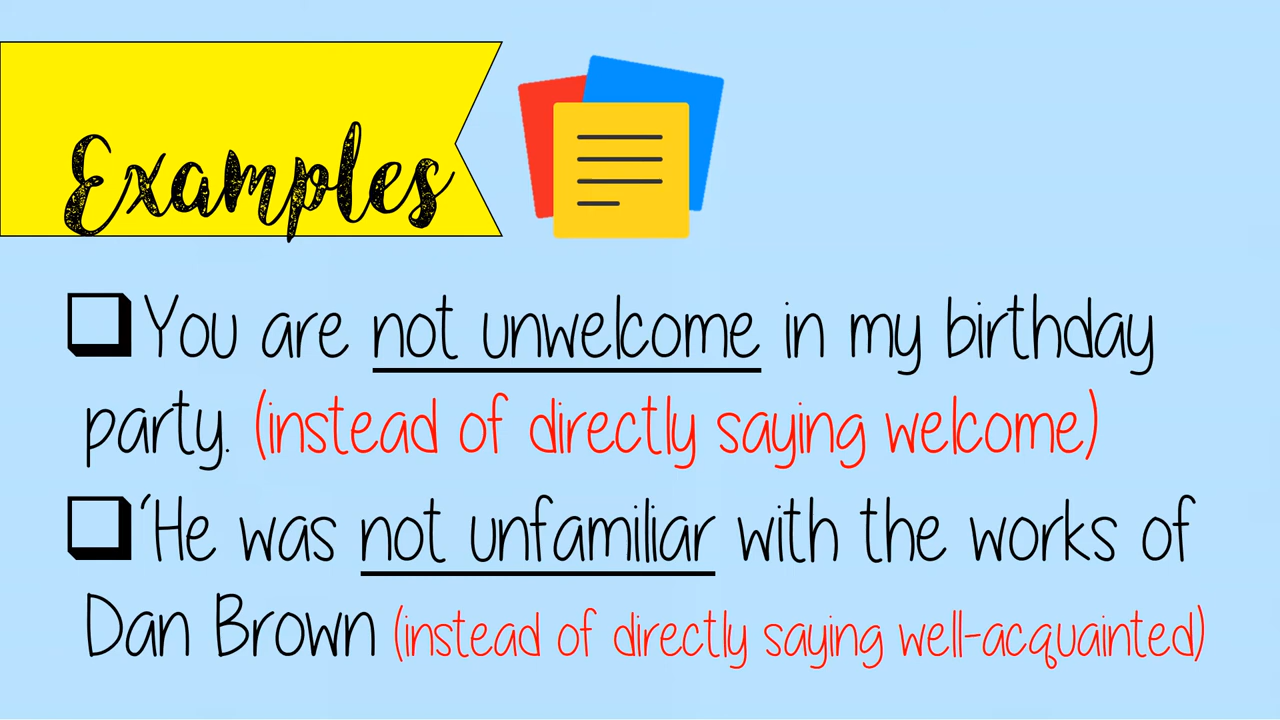 Examples
❑You are not unwelcome in my birthday
party. (instead of directly saying welcome)
❑‘He was not unfamiliar with the works of
Dan Brown (instead of directly saying well-acquainted)